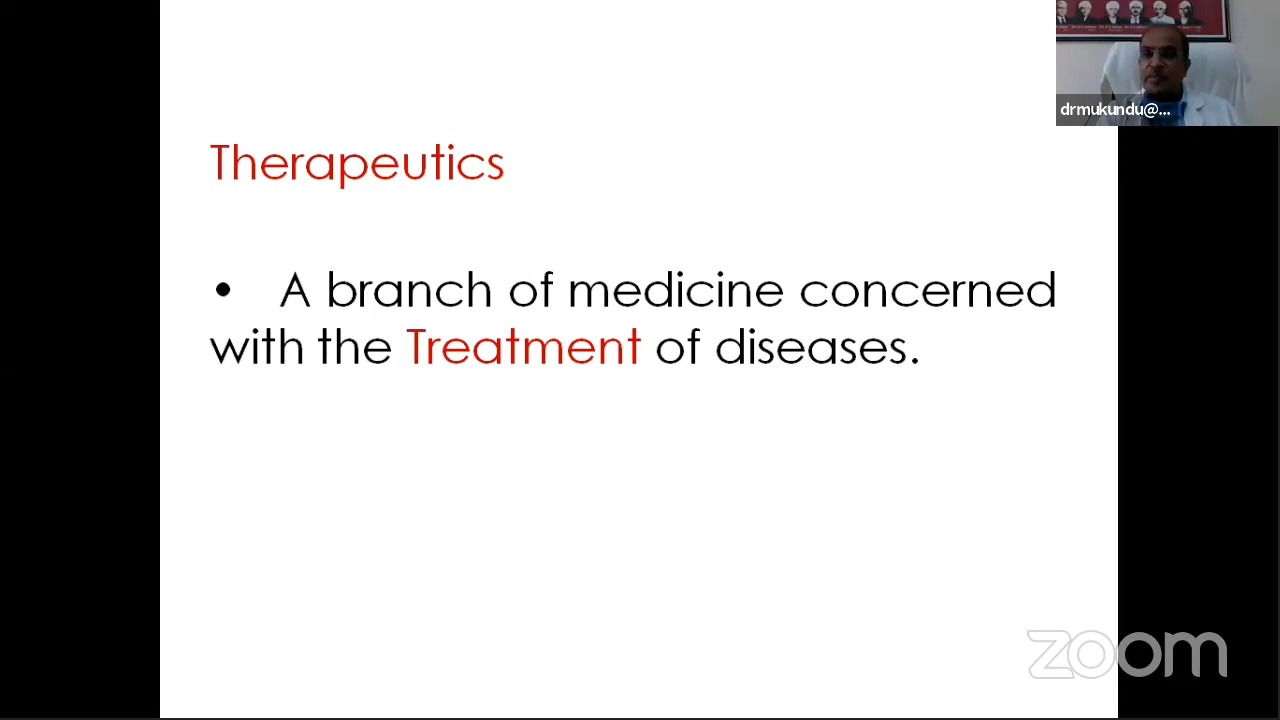 drmukundu@...
Therapeutics
• A branch of medicine concerned
with the Treatment of diseases.
zoom